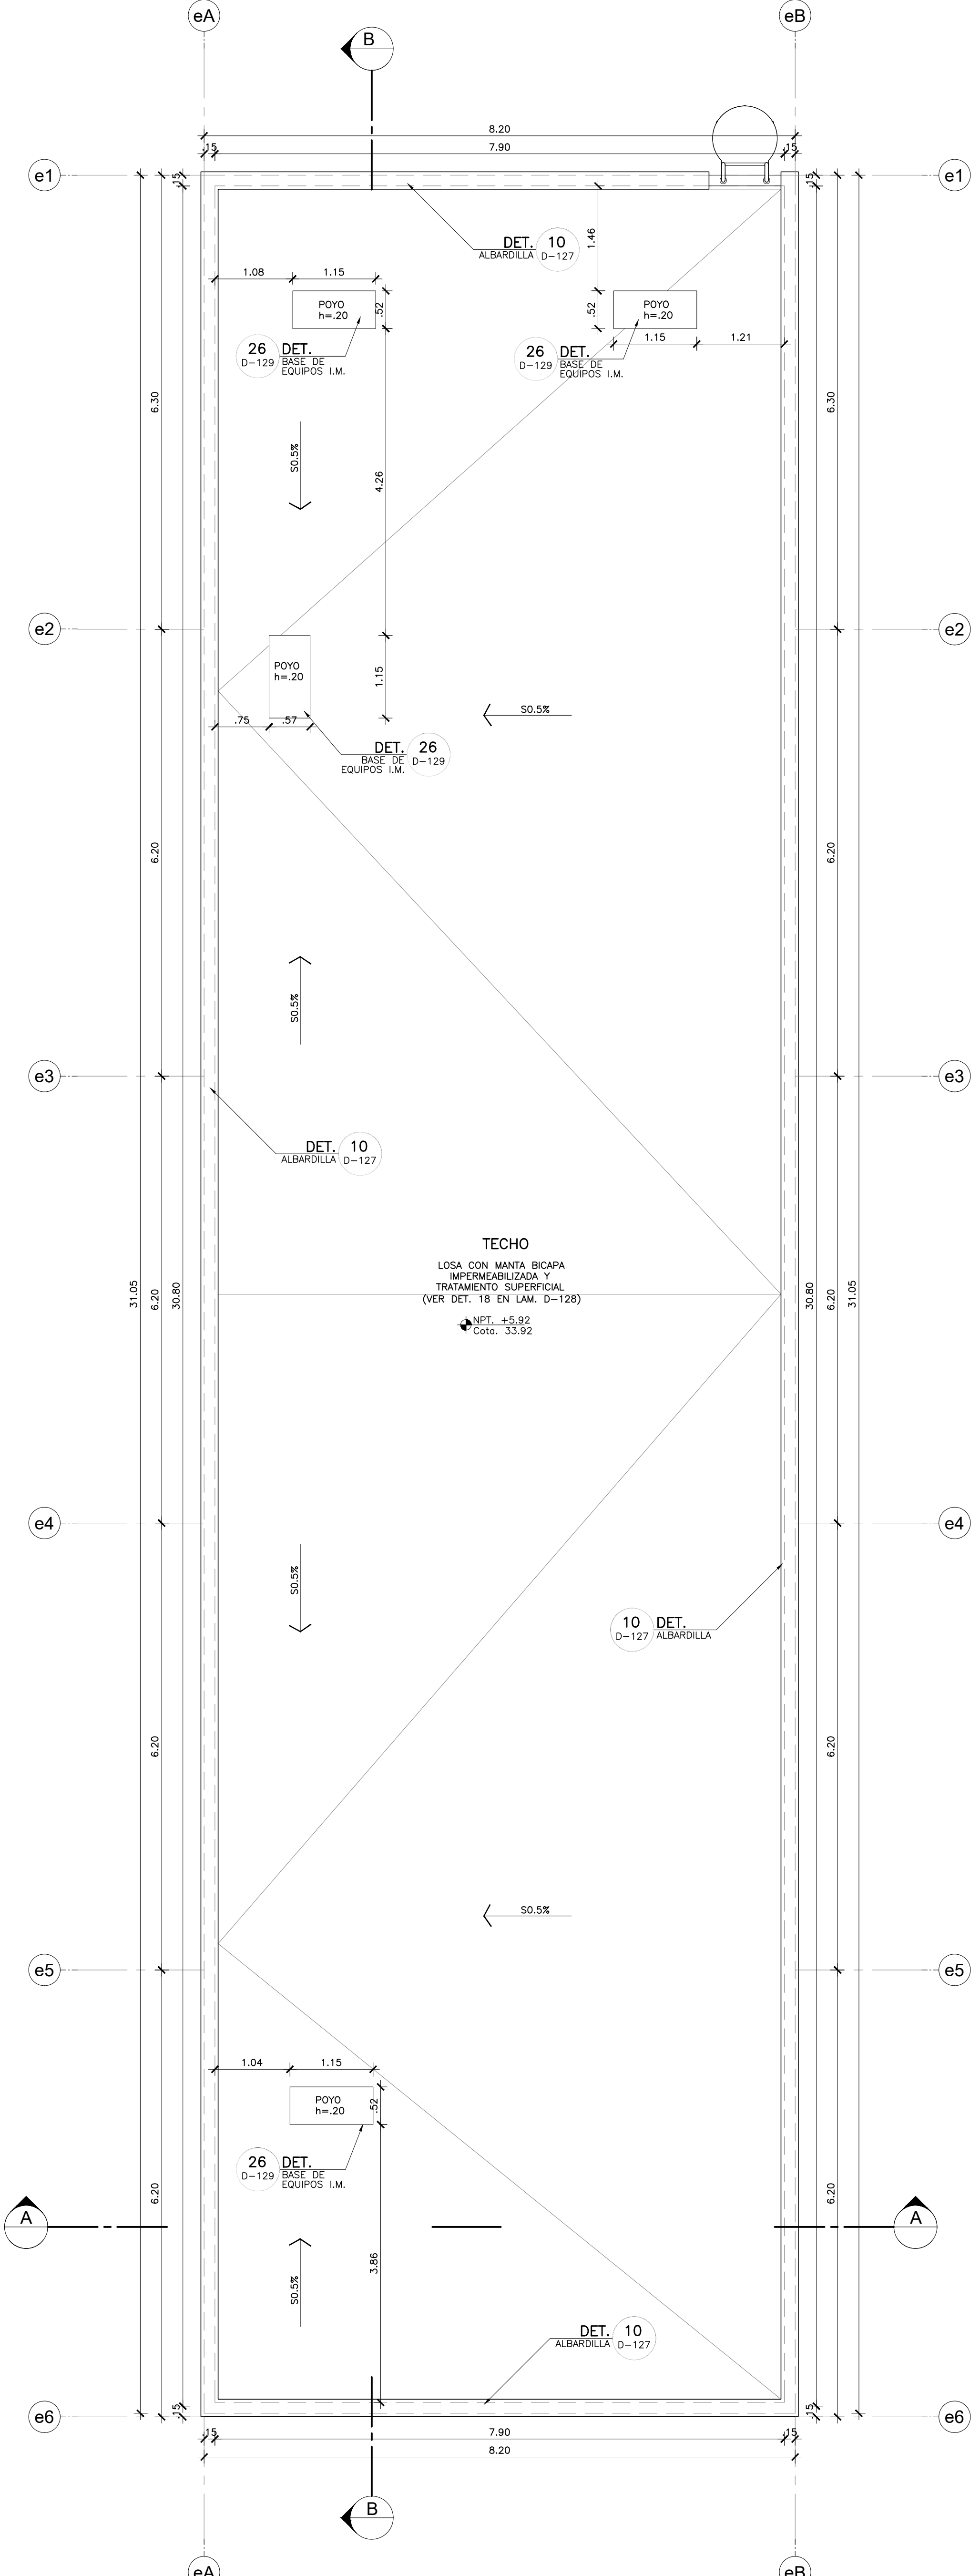 eA
eB
B
8.20
.15
7.90
.15
e1
e1
.15
.15
DET.
ALBARDILLA
10
D-127
1.46
1.08
1.15
POYO
h=.20
.52
POYO
h=.20
.52
1.15
1.21
26
D-129
DET.
BASE DE
EQUIPOS I.M.
26
D-129
DET.
BASE DE
EQUIPOS I.M.
6.30
6.30
S0.5%
4.26
e2
e2
POYO
h=.20
1.15
.75
.57
S0.5%
DET.
BASE DE
EQUIPOS I.M.
26
D-129
6.20
6.20
S0.5%
e3
e3
DET.
ALBARDILLA
10
D-127
TECHO
LOSA CON MANTA BICAPA
IMPERMEABILIZADA Y
TRATAMIENTO SUPERFICIAL
(VER DET. 18 EN LAM. D-128)
NPT. +5.92
Cota. 33.92
31.05
6.20
30.80
30.80
6.20
31.05
e4
e4
S0.5%
10
D-127
DET.
ALBARDILLA
6.20
6.20
S0.5%
e5
e5
1.04
1.15
POYO
h=.20
.52
26
D-129
DET.
BASE DE
EQUIPOS I.M.
6.20
6.20
A
A
3.86
S0.5%
DET.
ALBARDILLA
10
D-127
.15
.15
e6
e6
.15
7.90
.15
8.20
B
eA
eB